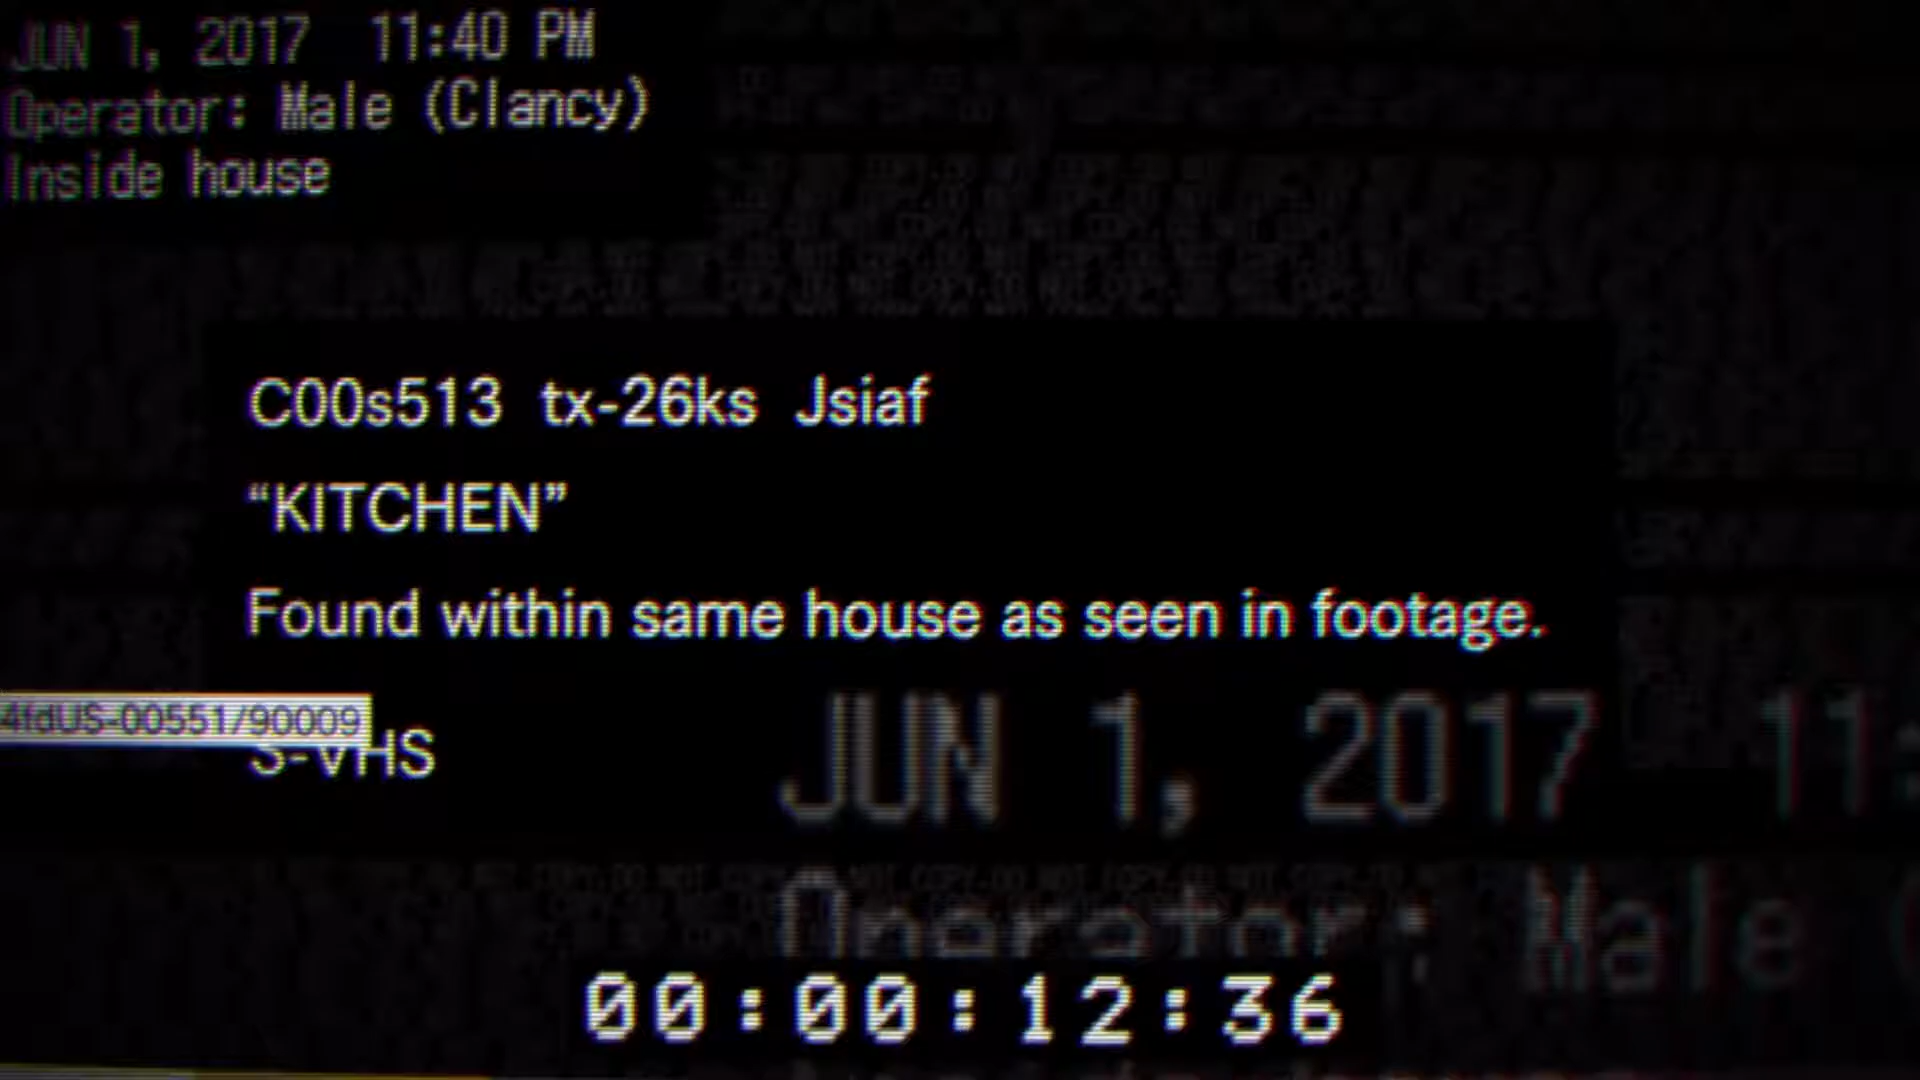 JUN 1, 2017 11:40 PM
Operator: Male (Clancy)
Inside house
C00s513 tx-26ks Jsiaf
“KITCHEN”
Found within same house as seen in footage.
4fdUS-00551/90009
S-VHS
JUN 1, 2017 11:
Operator: Male
00:00:12:36